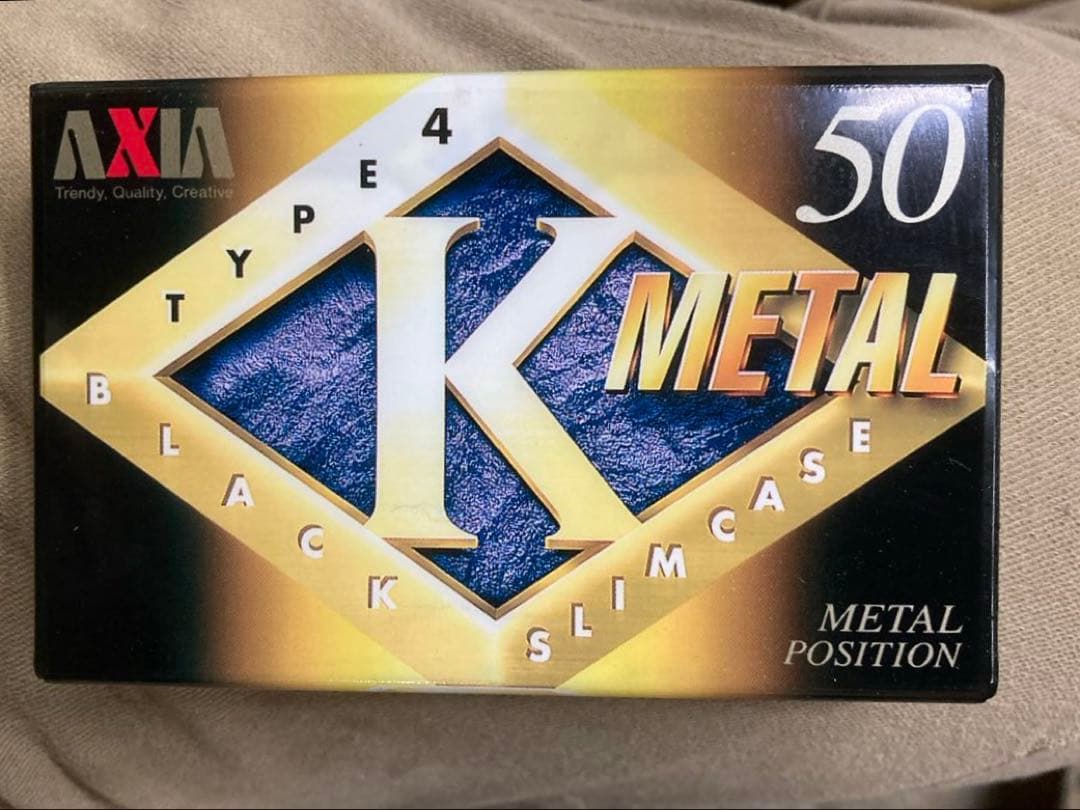 AXIA
Trendy, Quality, Creative
TYPE 4
50
K
METAL
BLACK
SLIMCASE
METAL
POSITION